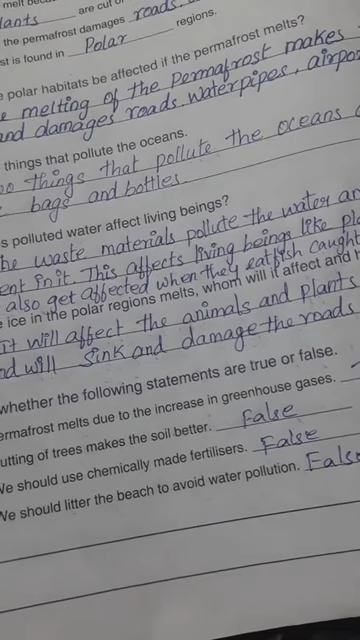 melt
lants are cut
the permafrost damages roads.
st is found in Polar regions.
e polar habitats be affected if the permafrost melts?
e melting of the Permafrost makes
and damages roads, waterpipes, airpor
things that pollute the oceans.
oo things that pollute the oceans
bags and bottles.
s polluted water affect living beings?
he waste materials pollute the water an
ent in it. This affects living beings like pla
also get affected when they eat fish caught
e ice in the polar regions melts, whom will it affect and h
it will affect the animals and plants
nd will sink and damage the roads
whether the following statements are true or false.
ermafrost melts due to the increase in greenhouse gases.
utting of trees makes the soil better. False
We should use chemically made fertilisers. False
We should litter the beach to avoid water pollution. False